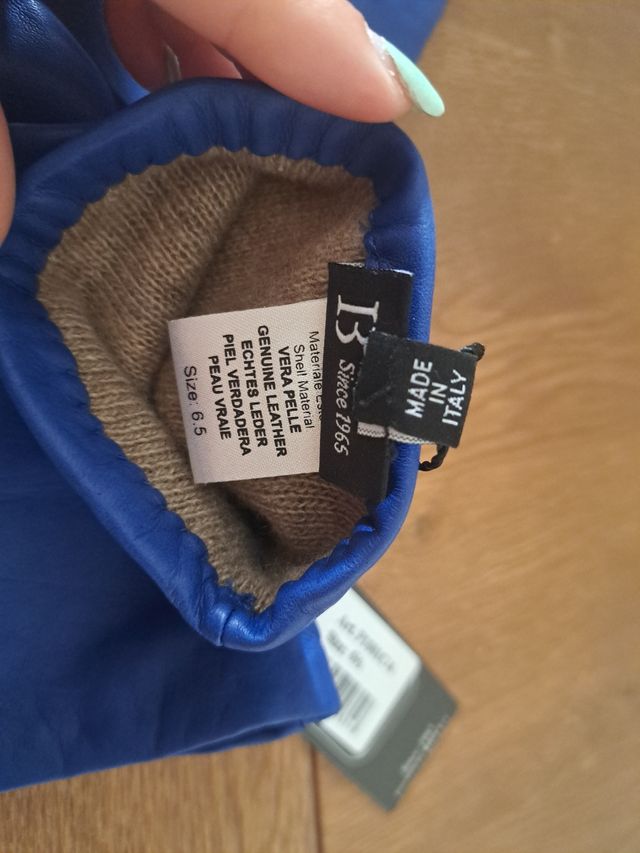 Materiale
Shell Material
VERA PELLE
GENUINE LEATHER
ECHTES LEDER
PIEL VERDADERA
PEAU VRAIE
Size: 6.5
B
Since 1965
MADE
IN
ITALY